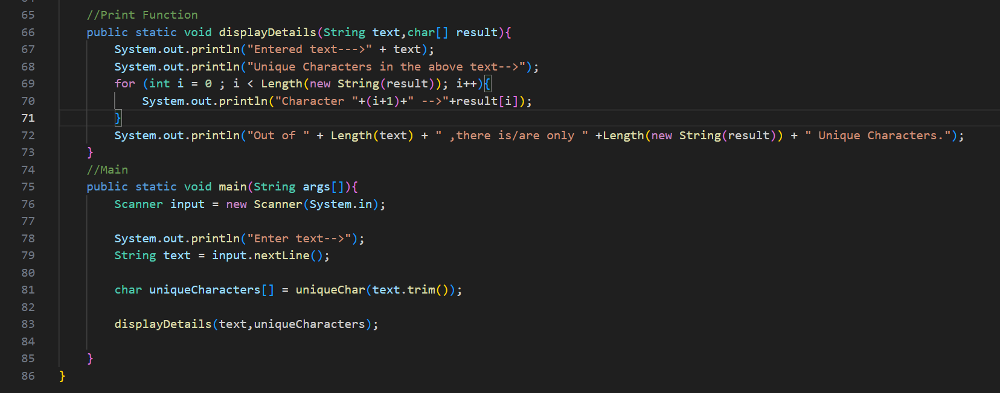 65 //Print Function
66 public static void displayDetails(String text,char[] result){
67 System.out.println("Entered text--->" + text);
68 System.out.println("Unique Characters in the above text-->");
69 for (int i = 0 ; i < Length(new String(result)); i++){
70 System.out.println("Character "+(i+1)+" -->"+result[i]);
71 }
72 System.out.println("Out of " + Length(text) + " ,there is/are only " +Length(new String(result)) + " Unique Characters.");
73 }
74 //Main
75 public static void main(String args[]){
76 Scanner input = new Scanner(System.in);
77
78 System.out.println("Enter text-->");
79 String text = input.nextLine();
80
81 char uniqueCharacters[] = uniqueChar(text.trim());
82
83 displayDetails(text,uniqueCharacters);
84
85 }
86 }